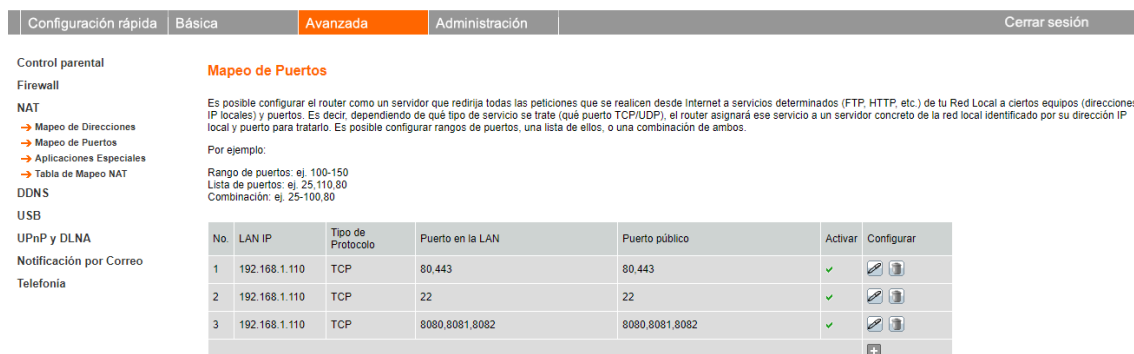 Configuración rápida Básica Avanzada Administración Cerrar sesión
Control parental
Firewall
NAT
Mapeo de Direcciones
Mapeo de Puertos
Aplicaciones Especiales
Tabla de Mapeo NAT
DDNS
USB
UPnP y DLNA
Notificación por Correo
Telefonía
Mapeo de Puertos
Es posible configurar el router como un servidor que redirija todas las peticiones que se realicen desde Internet a servicios determinados (FTP, HTTP, etc.) de tu Red Local a ciertos equipos (direcciones
IP locales) y puertos. Es decir, dependiendo de qué tipo de servicio se trate (qué puerto TCP/UDP), el router asignará ese servicio a un servidor concreto de la red local identificado por su dirección IP
local y puerto para tratarlo. Es posible configurar rangos de puertos, una lista de ellos, o una combinación de ambos.
Por ejemplo:
Rango de puertos: ej. 100-150
Lista de puertos: ej. 25,110,80
Combinación: ej. 25-100,80
No. LAN IP Tipo de Protocolo Puerto en la LAN Puerto público Activar Configurar
1 192.168.1.110 TCP 80,443 80,443
2 192.168.1.110 TCP 22 22
3 192.168.1.110 TCP 8080,8081,8082 8080,8081,8082